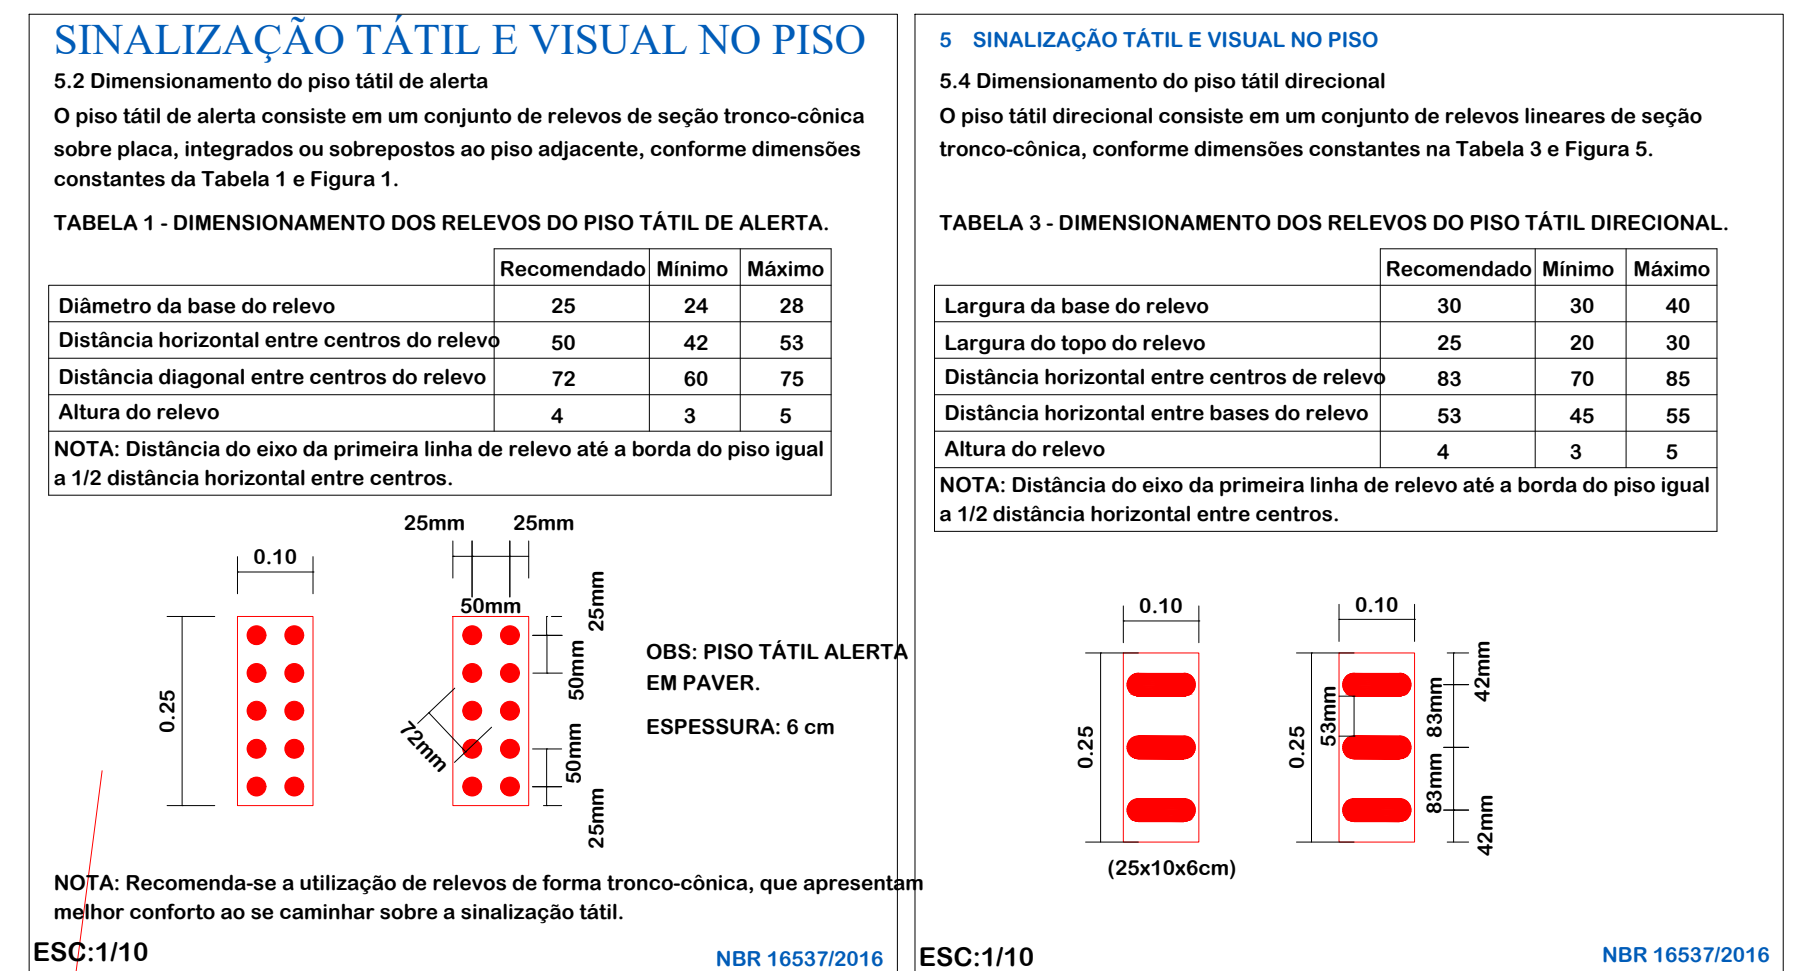 SINALIZAÇÃO TÁTIL E VISUAL NO PISO
5.2 Dimensionamento do piso tátil de alerta
O piso tátil de alerta consiste em um conjunto de relevos de seção tronco-cônica
sobre placa, integrados ou sobrepostos ao piso adjacente, conforme dimensões
constantes da Tabela 1 e Figura 1.
TABELA 1 - DIMENSIONAMENTO DOS RELEVOS DO PISO TÁTIL DE ALERTA.
Recomendado Mínimo Máximo
Diâmetro da base do relevo 25 24 28
Distância horizontal entre centros do relevo 50 42 53
Distância diagonal entre centros do relevo 72 60 75
Altura do relevo 4 3 5
NOTA: Distância do eixo da primeira linha de relevo até a borda do piso igual
a 1/2 distância horizontal entre centros.
25mm 25mm
0.10
50mm
25mm
50mm
0.25
72mm
50mm
25mm
OBS: PISO TÁTIL ALERTA
EM PAVER.
ESPESSURA: 6 cm
NOTA: Recomenda-se a utilização de relevos de forma tronco-cônica, que apresentam
melhor conforto ao se caminhar sobre a sinalização tátil.
ESC:1/10
NBR 16537/2016
5 SINALIZAÇÃO TÁTIL E VISUAL NO PISO
5.4 Dimensionamento do piso tátil direcional
O piso tátil direcional consiste em um conjunto de relevos lineares de seção
tronco-cônica, conforme dimensões constantes na Tabela 3 e Figura 5.
TABELA 3 - DIMENSIONAMENTO DOS RELEVOS DO PISO TÁTIL DIRECIONAL.
Recomendado Mínimo Máximo
Largura da base do relevo 30 30 40
Largura do topo do relevo 25 20 30
Distância horizontal entre centros de relevo 83 70 85
Distância horizontal entre bases do relevo 53 45 55
Altura do relevo 4 3 5
NOTA: Distância do eixo da primeira linha de relevo até a borda do piso igual
a 1/2 distância horizontal entre centros.
0.10 0.10
42mm
83mm
53mm
0.25 0.25
83mm
42mm
(25x10x6cm)
ESC:1/10
NBR 16537/2016